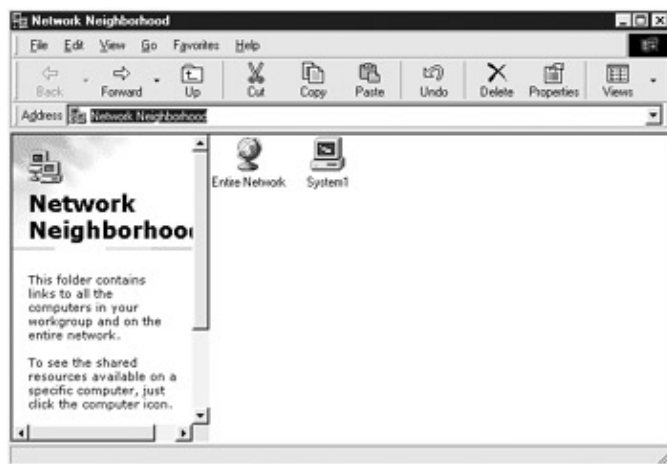 Network Neighborhood
File Edit View Go Favorites Help
Back Forward Up Cut Copy Paste Undo Delete Properties Views
Address Network Neighborhood
Entire Network System1
Network
Neighborhoo
This folder contains
links to all the
computers in your
workgroup and on the
entire network.
To see the shared
resources available on a
specific computer, just
click the computer icon.